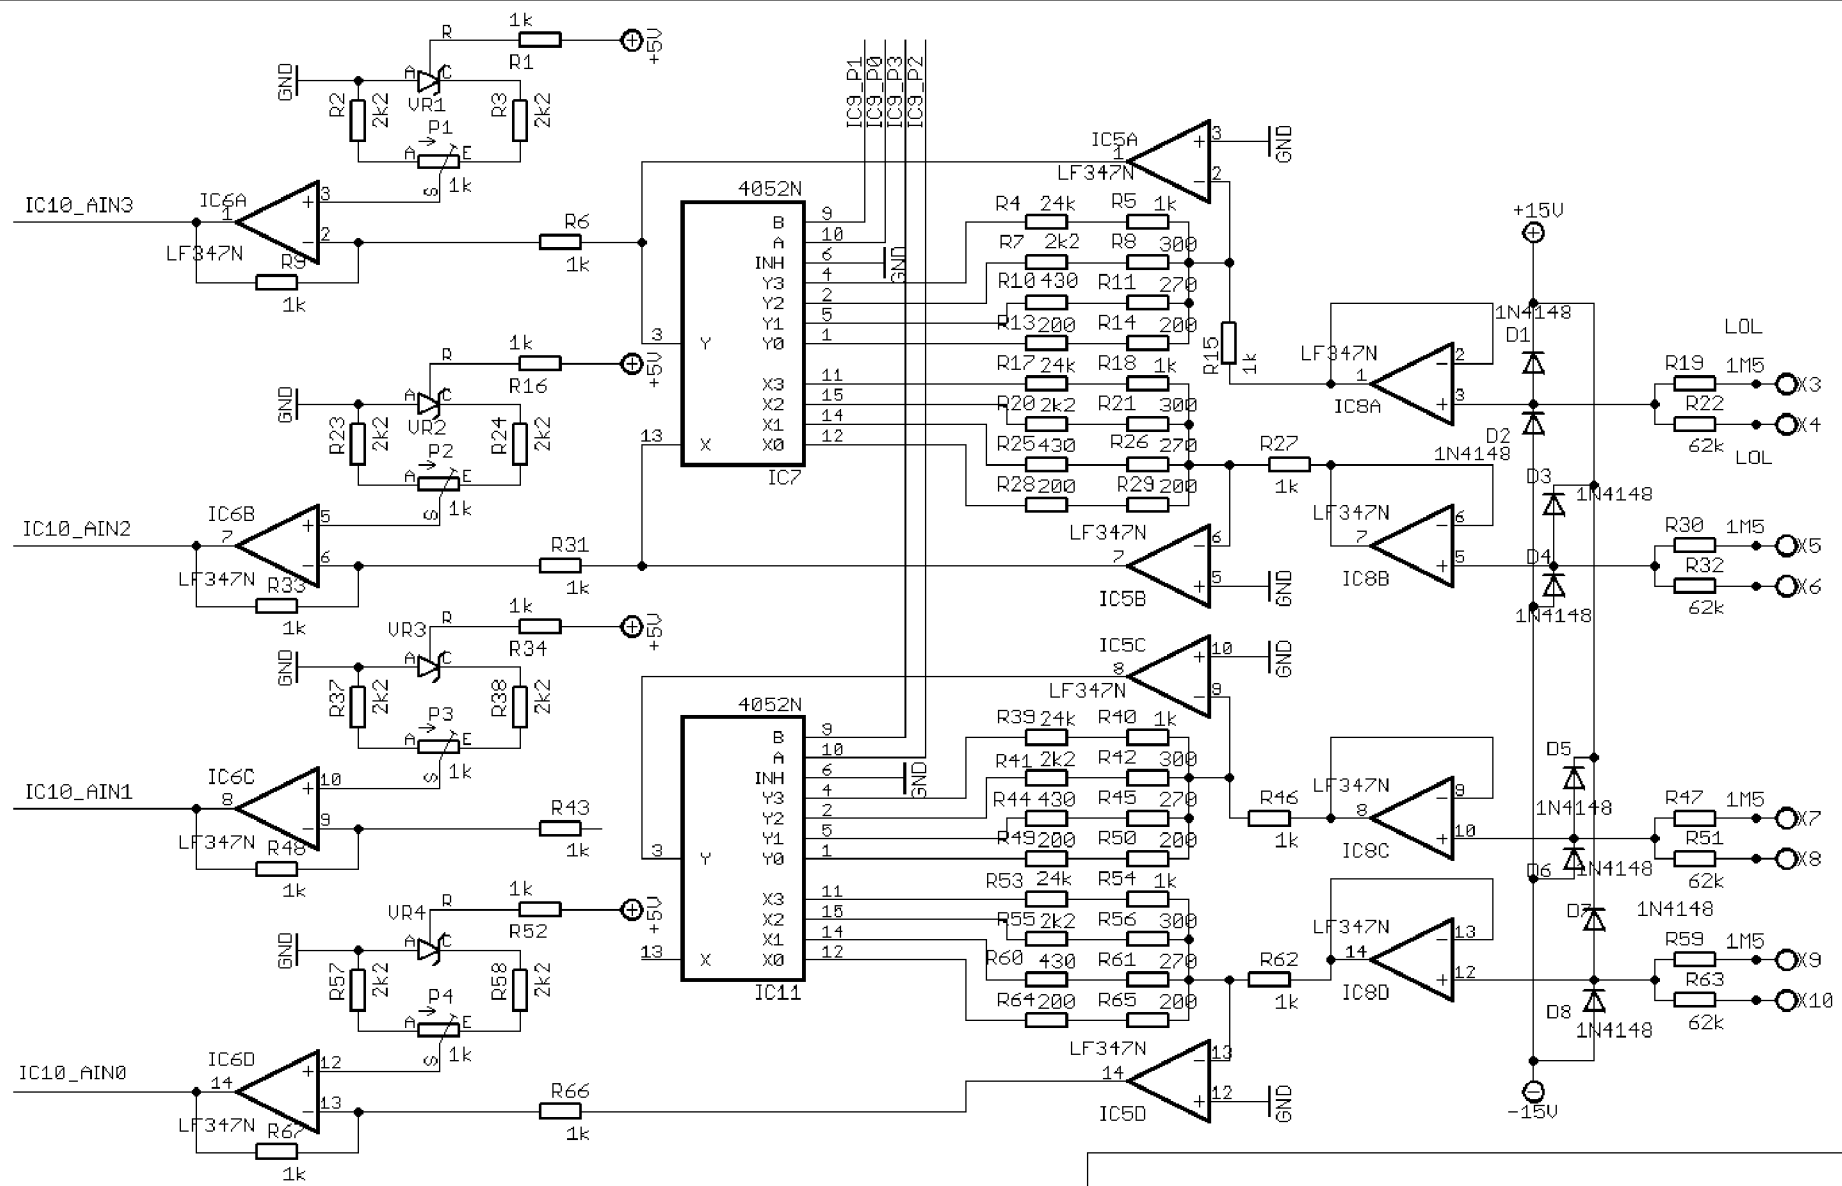 1k
R
R1
+5V
GND
A
C
VR1
R2
2k2
R3
2k2
P1
A
E
S
1k
IC9_P1
IC9_P0
IC9_P3
IC9_P2
IC5A
1
3
2
LF347N
GND
IC10_AIN3
IC6A
1
3
2
LF347N
R9
1k
R6
1k
4052N
B
A
INH
Y3
Y2
Y1
Y0
X3
X2
X1
X0
Y
X
9
10
6
4
2
5
1
11
15
14
12
3
13
IC7
GND
R4
24k
R5
1k
R7
2k2
R8
300
R10
430
R11
270
R13
200
R14
200
R17
24k
R18
1k
R20
2k2
R21
300
R25
430
R26
270
R28
200
R29
200
R15
1k
+15V
1N4148
D1
LF347N
1
2
3
IC8A
D2
1N4148
LOL
R19
1M5
X3
R22
62k
X4
LOL
1k
R
R16
+5V
GND
A
C
VR2
R23
2k2
R24
2k2
P2
A
E
S
1k
IC10_AIN2
IC6B
7
5
6
LF347N
R33
1k
R31
1k
LF347N
7
6
5
IC5B
GND
R27
1k
LF347N
7
6
5
IC8B
D3
1N4148
D4
1N4148
R30
1M5
X5
R32
62k
X6
1k
R
R34
+5V
GND
VR3
A
C
R37
2k2
R38
2k2
P3
A
E
S
1k
IC10_AIN1
IC6C
8
10
9
LF347N
R48
1k
R43
1k
IC5C
8
10
9
LF347N
GND
4052N
B
A
INH
Y3
Y2
Y1
Y0
X3
X2
X1
X0
Y
X
9
10
6
4
2
5
1
11
15
14
12
3
13
IC11
GND
R39
24k
R40
1k
R41
2k2
R42
300
R44
430
R45
270
R49
200
R50
200
R53
24k
R54
1k
R55
2k2
R56
300
R60
430
R61
270
R64
200
R65
200
R46
1k
LF347N
8
9
10
IC8C
D5
1N4148
D6
1N4148
R47
1M5
X7
R51
62k
X8
1k
R
R52
+5V
GND
VR4
A
C
R57
2k2
R58
2k2
P4
A
E
S
1k
IC10_AIN0
IC6D
14
12
13
LF347N
R67
1k
R66
1k
LF347N
14
13
12
IC5D
GND
R62
1k
LF347N
14
13
12
IC8D
D7
1N4148
D8
1N4148
R59
1M5
X9
R63
62k
X10
-15V